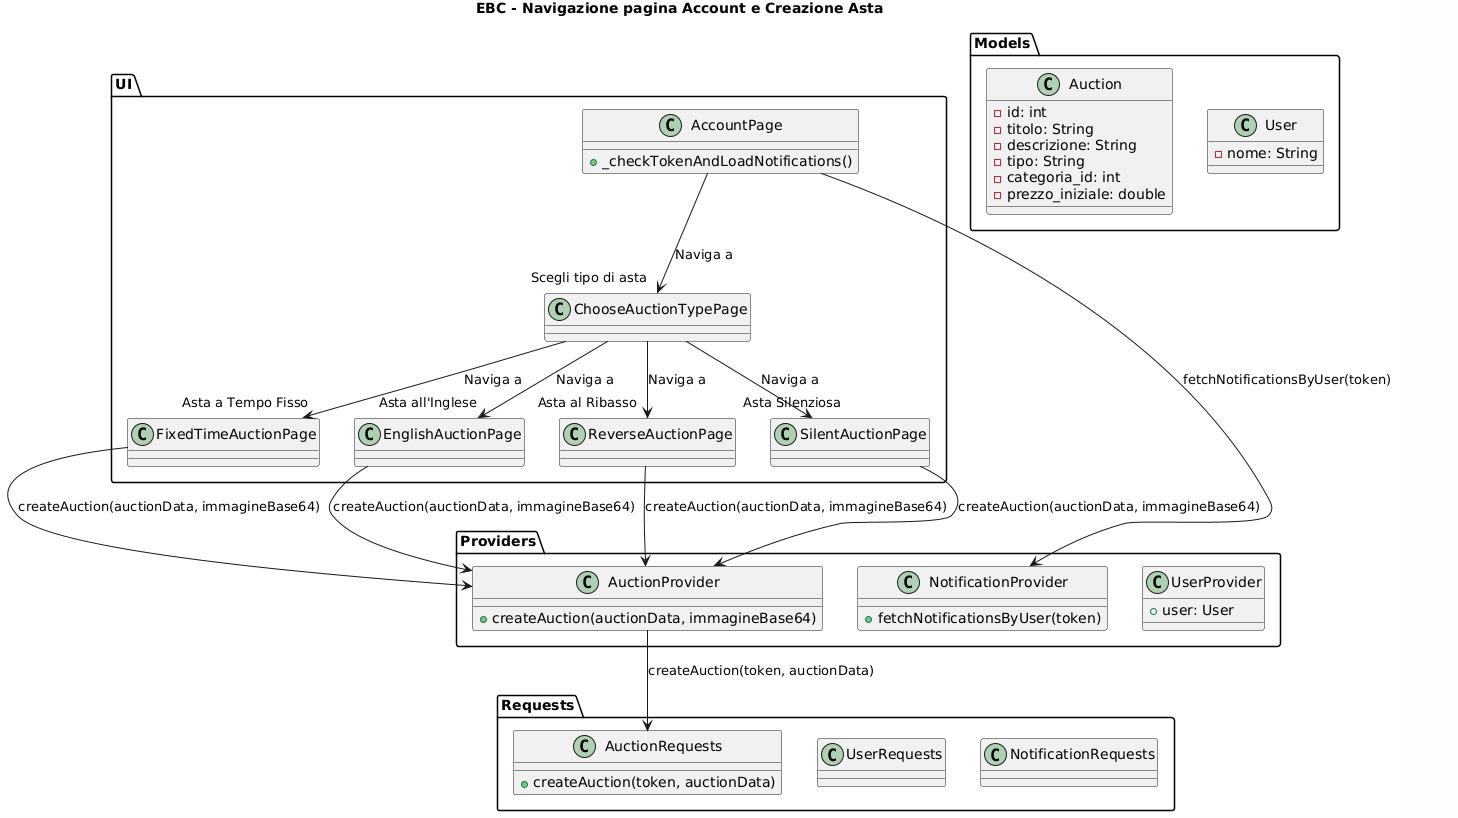 EBC - Navigazione pagina Account e Creazione Asta
Models
C Auction
id: int
titolo: String
descrizione: String
tipo: String
categoria_id: int
prezzo_iniziale: double
C User
nome: String
UI
C AccountPage
_checkTokenAndLoadNotifications()
Naviga a
Scegli tipo di asta
C ChooseAuctionTypePage
Naviga a
Naviga a
Naviga a
Naviga a
fetchNotificationsByUser(token)
Asta a Tempo Fisso
Asta all'Inglese
Asta al Ribasso
Asta Silenziosa
C FixedTimeAuctionPage
C EnglishAuctionPage
C ReverseAuctionPage
C SilentAuctionPage
createAuction(auctionData, immagineBase64)
createAuction(auctionData, immagineBase64)
createAuction(auctionData, immagineBase64)
createAuction(auctionData, immagineBase64)
Providers
C AuctionProvider
createAuction(auctionData, immagineBase64)
C NotificationProvider
fetchNotificationsByUser(token)
C UserProvider
user: User
createAuction(token, auctionData)
Requests
C AuctionRequests
createAuction(token, auctionData)
C UserRequests
C NotificationRequests